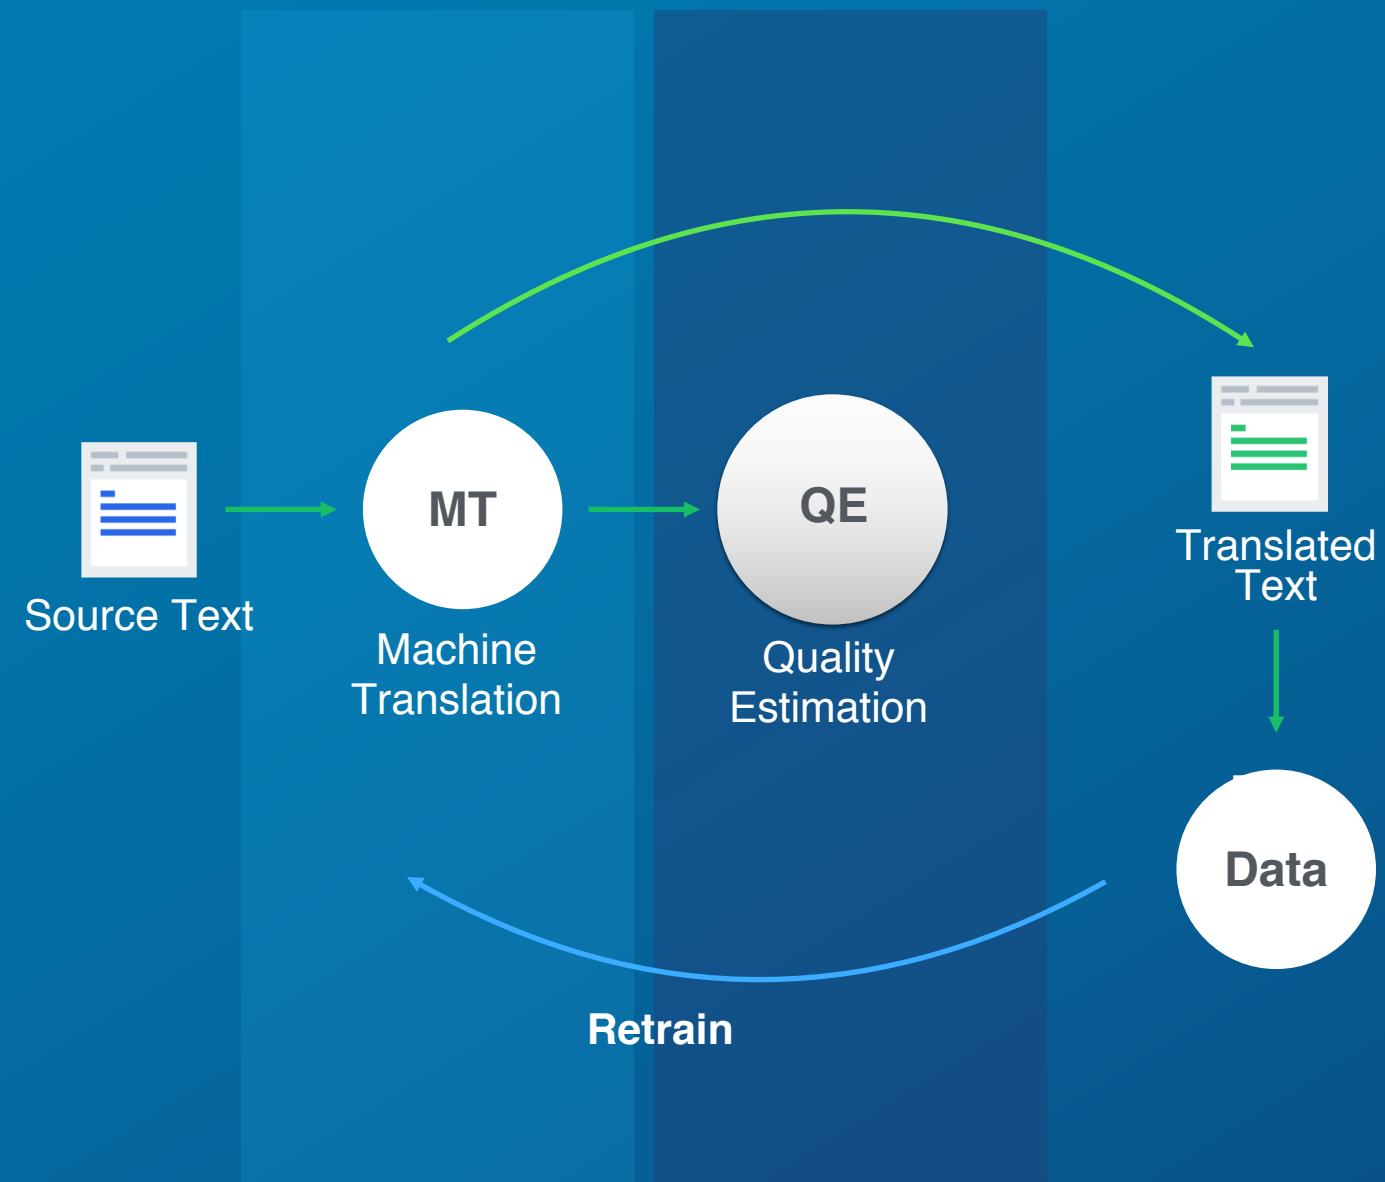 Source Text
MT
Machine
Translation
QE
Quality
Estimation
Translated
Text
Data
Retrain